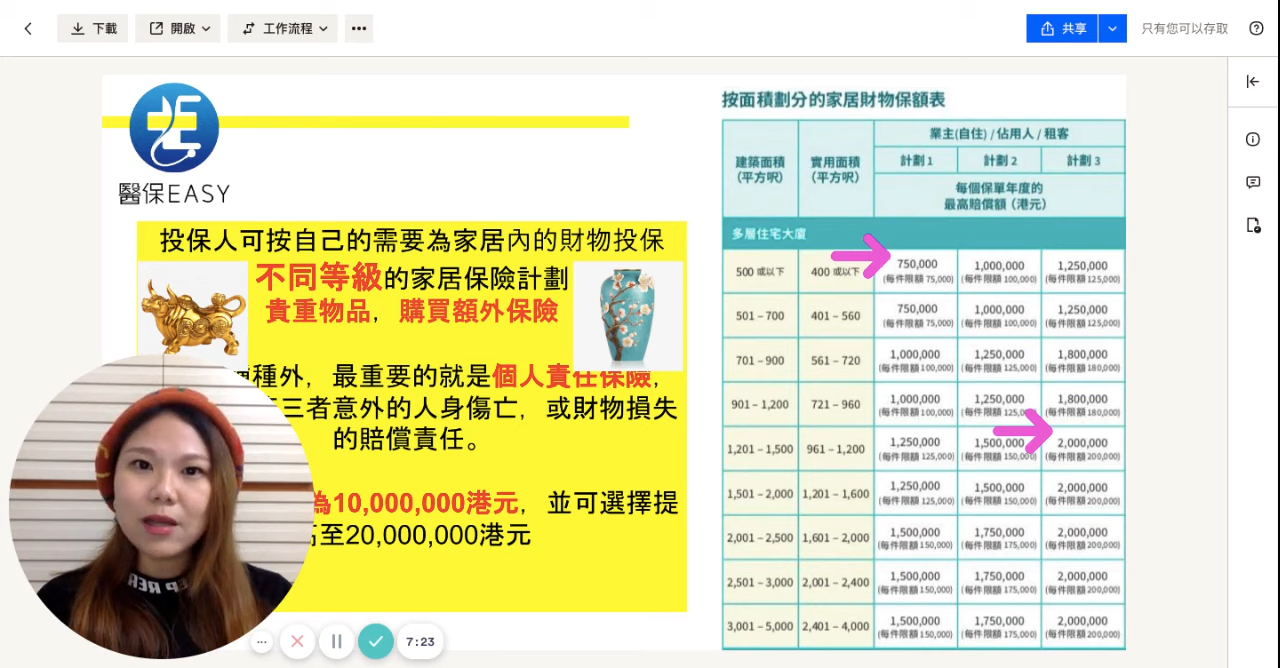 下載
開啟
工作流程
共享
只有您可以存取
醫保EASY
投保人可按自己的需要為家居內的財物投保
不同等級的家居保險計劃
貴重物品，購買額外保險
種外，最重要的就是個人責任保險，
三者意外的人身傷亡，或財物損失
的賠償責任。
為10,000,000港元，並可選擇提
至20,000,000港元
7:23
按面積劃分的家居財物保額表
建築面積
(平方呎)
實用面積
(平方呎)
業主(自住) / 佔用人 / 租客
計劃 1 計劃 2 計劃 3
每個保單年度的
最高賠償額 (港元)
多層住宅大廈
500 或以下 400 或以下 750,000 1,000,000 1,250,000
(每件限額 75,000) (每件限額 100,000) (每件限額 125,000)
501 – 700 401 – 560 750,000 1,000,000 1,250,000
(每件限額 75,000) (每件限額 100,000) (每件限額 125,000)
701 – 900 561 – 720 1,000,000 1,250,000 1,800,000
(每件限額 100,000) (每件限額 125,000) (每件限額 180,000)
901 – 1,200 721 – 960 1,000,000 1,250,000 1,800,000
(每件限額 100,000) (每件限額 125,000) (每件限額 180,000)
1,201 – 1,500 961 – 1,200 1,250,000 1,500,000 2,000,000
(每件限額 125,000) (每件限額 150,000) (每件限額 200,000)
1,501 – 2,000 1,201 – 1,600 1,250,000 1,500,000 2,000,000
(每件限額 125,000) (每件限額 150,000) (每件限額 200,000)
2,001 – 2,500 1,601 – 2,000 1,500,000 1,750,000 2,000,000
(每件限額 150,000) (每件限額 175,000) (每件限額 200,000)
2,501 – 3,000 2,001 – 2,400 1,500,000 1,750,000 2,000,000
(每件限額 150,000) (每件限額 175,000) (每件限額 200,000)
3,001 – 5,000 2,401 – 4,000 1,500,000 1,750,000 2,000,000
(每件限額 150,000) (每件限額 175,000) (每件限額 200,000)